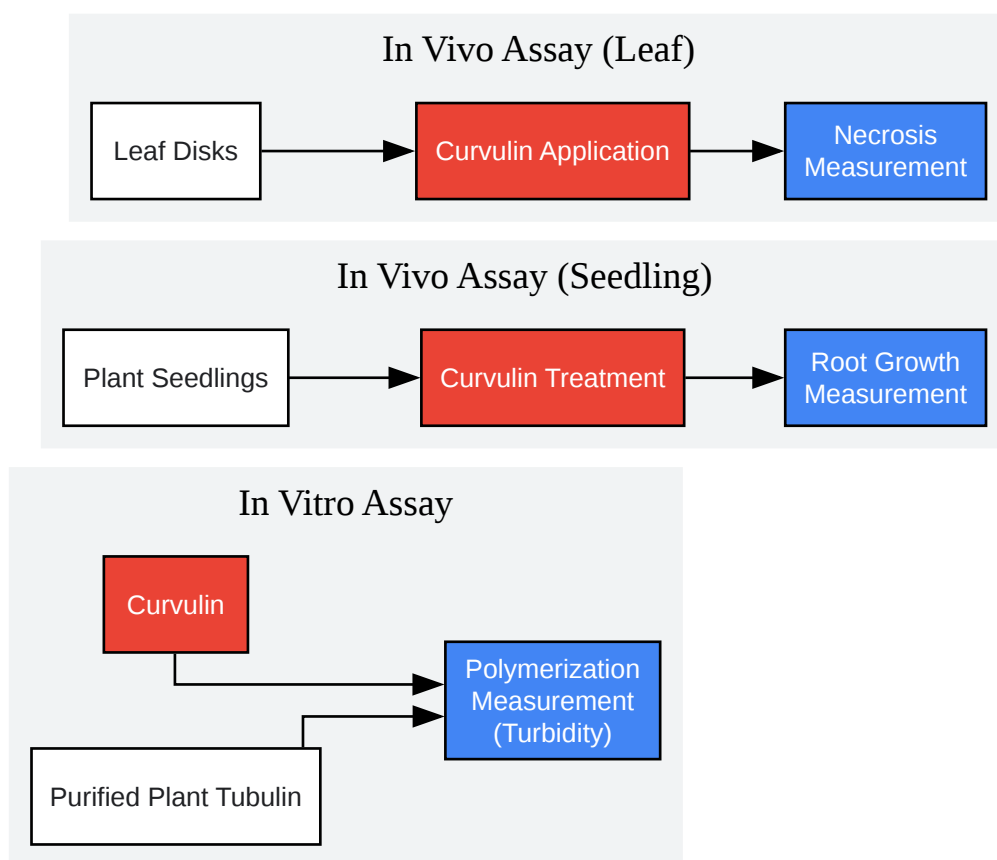 In Vivo Assay (Leaf)
Leaf Disks
Curvulin Application
Necrosis
Measurement
In Vivo Assay (Seedling)
Plant Seedlings
Curvulin Treatment
Root Growth
Measurement
In Vitro Assay
Curvulin
Polymerization
Measurement
(Turbidity)
Purified Plant Tubulin